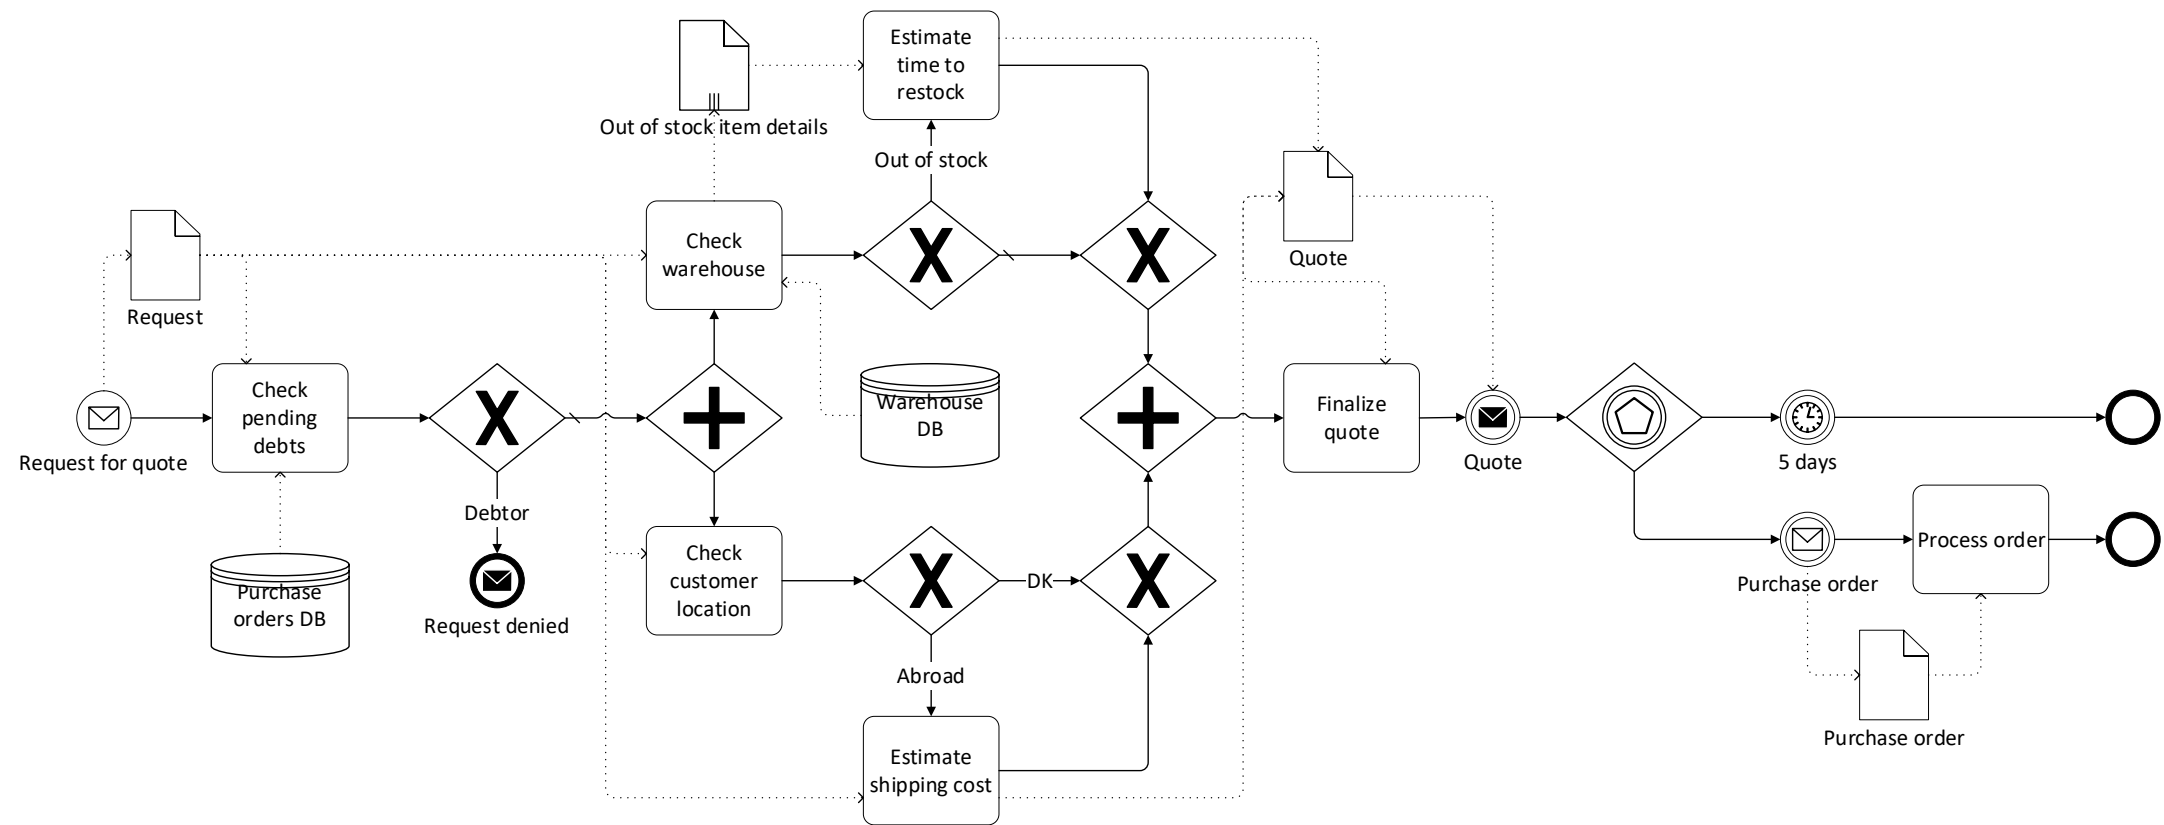 Estimate
time to
restock
Out of stock item details
Out of stock
Check
warehouse
Request
Quote
Check
pending
debts
Warehouse
DB
Finalize
quote
Request for quote
Quote
5 days
Debtor
Check
customer
location
DK
Process order
Purchase
orders DB
Request denied
Purchase order
Abroad
Estimate
shipping cost
Purchase order